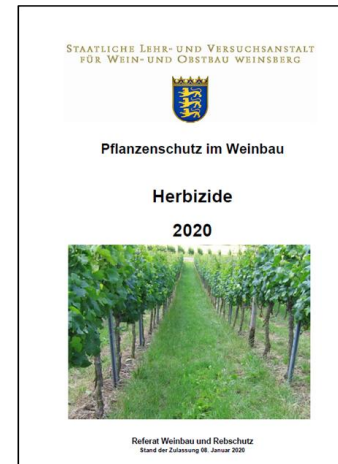 STAATLICHE LEHR- UND VERSUCHSANSTALT
FÜR WEIN- UND OBSTBAU WEINSBERG
Pflanzenschutz im Weinbau
Herbizide
2020
Referat Weinbau und Rebschutz
Stand der Zulassung 08. Januar 2020